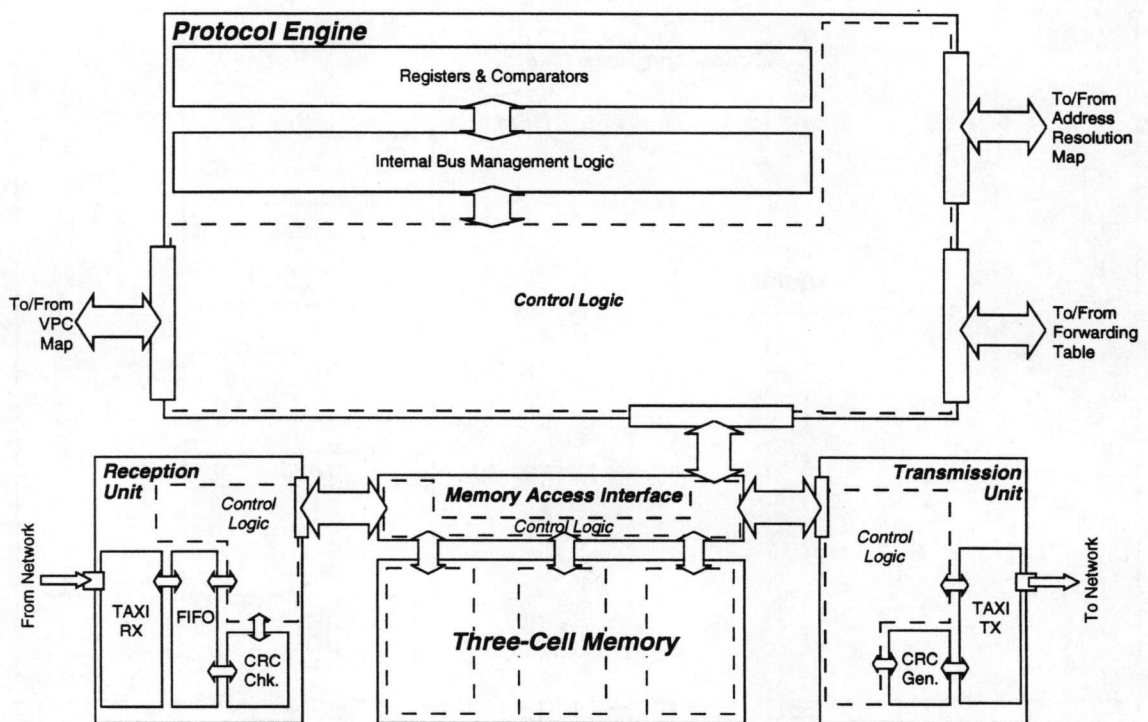 Protocol Engine
Registers & Comparators
Internal Bus Management Logic
To/From
Address
Resolution
Map
Control Logic
To/From
VPC
Map
To/From
Forwarding
Table
Reception
Unit
Control
Logic
From Network
TAXI
RX
FIFO
CRC
Chk.
Memory Access Interface
Control Logic
Three-Cell Memory
Transmission
Unit
Control
Logic
CRC
Gen.
TAXI
TX
To Network